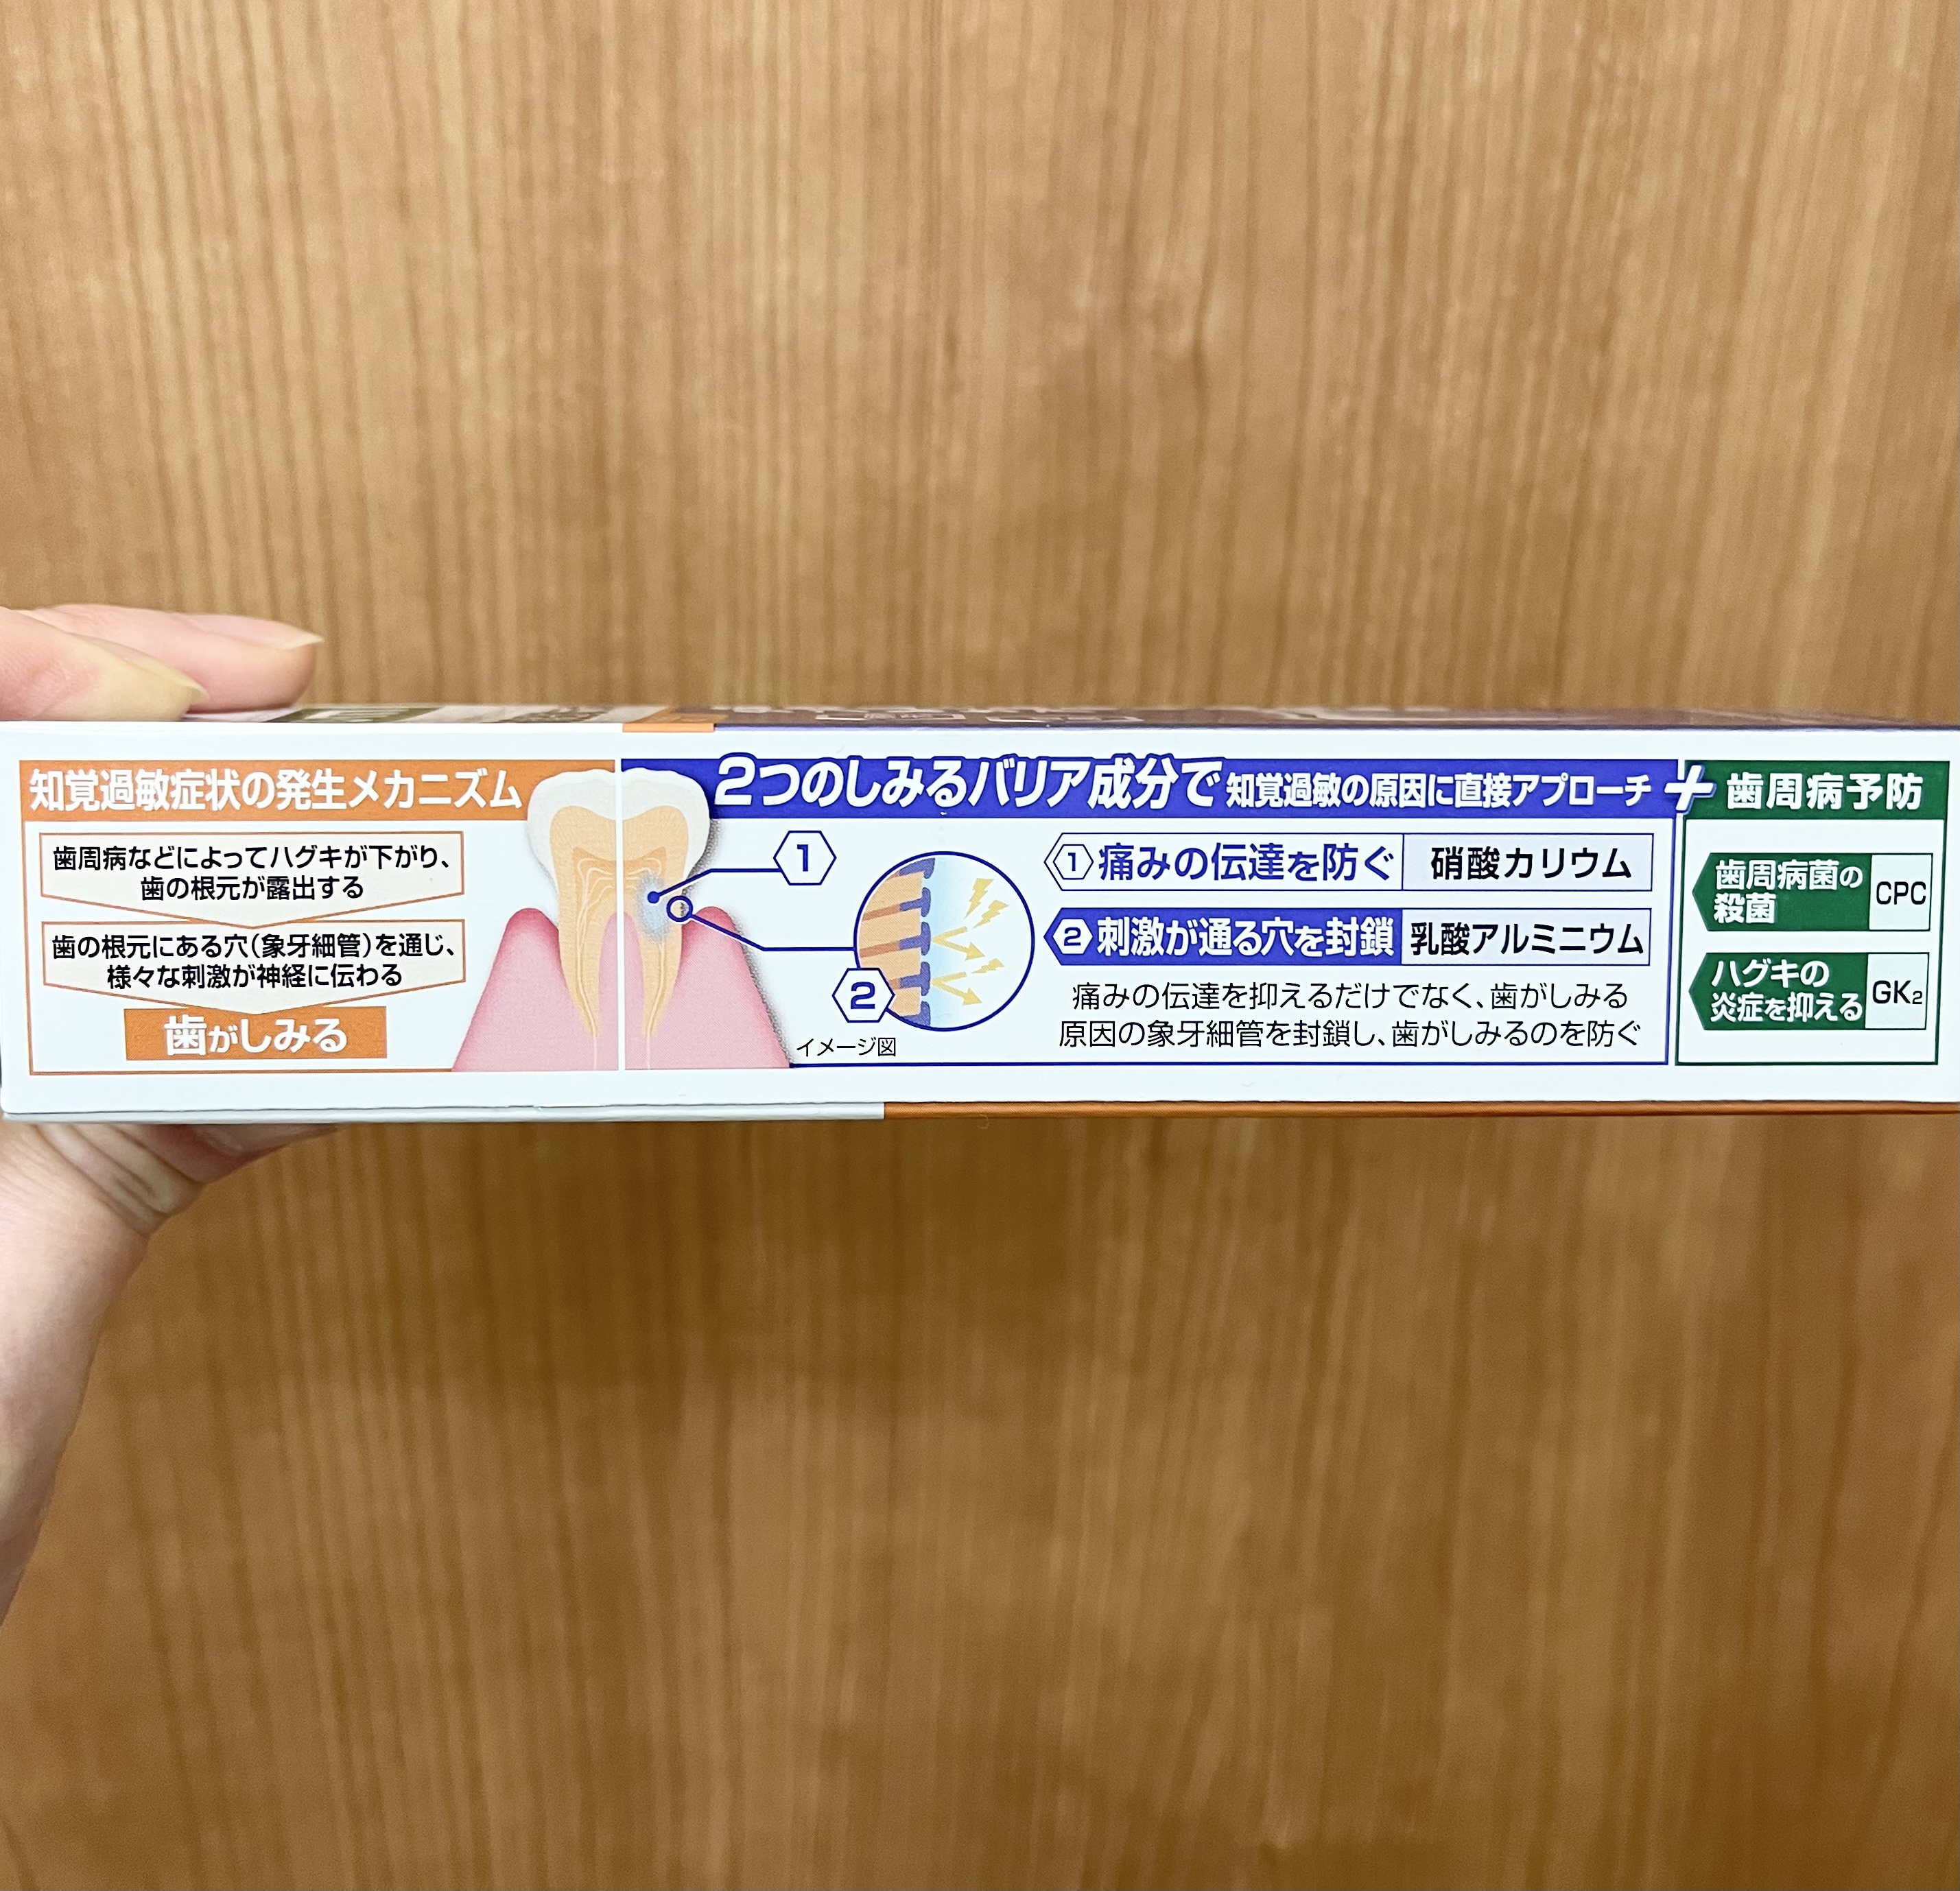 知覚過敏症状の発生メカニズム
歯周病などによってハグキが下がり、
歯の根元が露出する
歯の根元にある穴(象牙細管)を通じ、
様々な刺激が神経に伝わる
歯がしみる
2つのしみるバリア成分で知覚過敏の原因に直接アプローチ
1
2
イメージ図
1 痛みの伝達を防ぐ 硝酸カリウム
2 刺激が通る穴を封鎖 乳酸アルミニウム
痛みの伝達を抑えるだけでなく、歯がしみる
原因の象牙細管を封鎖し、歯がしみるのを防ぐ
+ 歯周病予防
歯周病菌の
殺菌
CPC
ハグキの
炎症を抑える
GK2